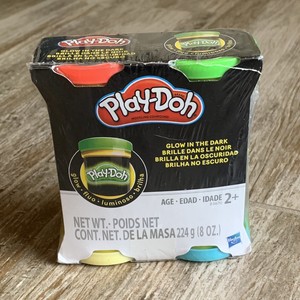 Play-Doh
GLOW IN THE DARK
BRILLE DANS LE NOIR
BRILLA EN LA OSCURIDAD
BRILHA NO ESCURO
Play-Doh
glow • fluo • luminoso • brilha
AGE • EDAD • IDADE 2+
NET WT. • POIDS NET
CONT. NET. DE LA MASA 224 g (8 OZ.)
Hasbro